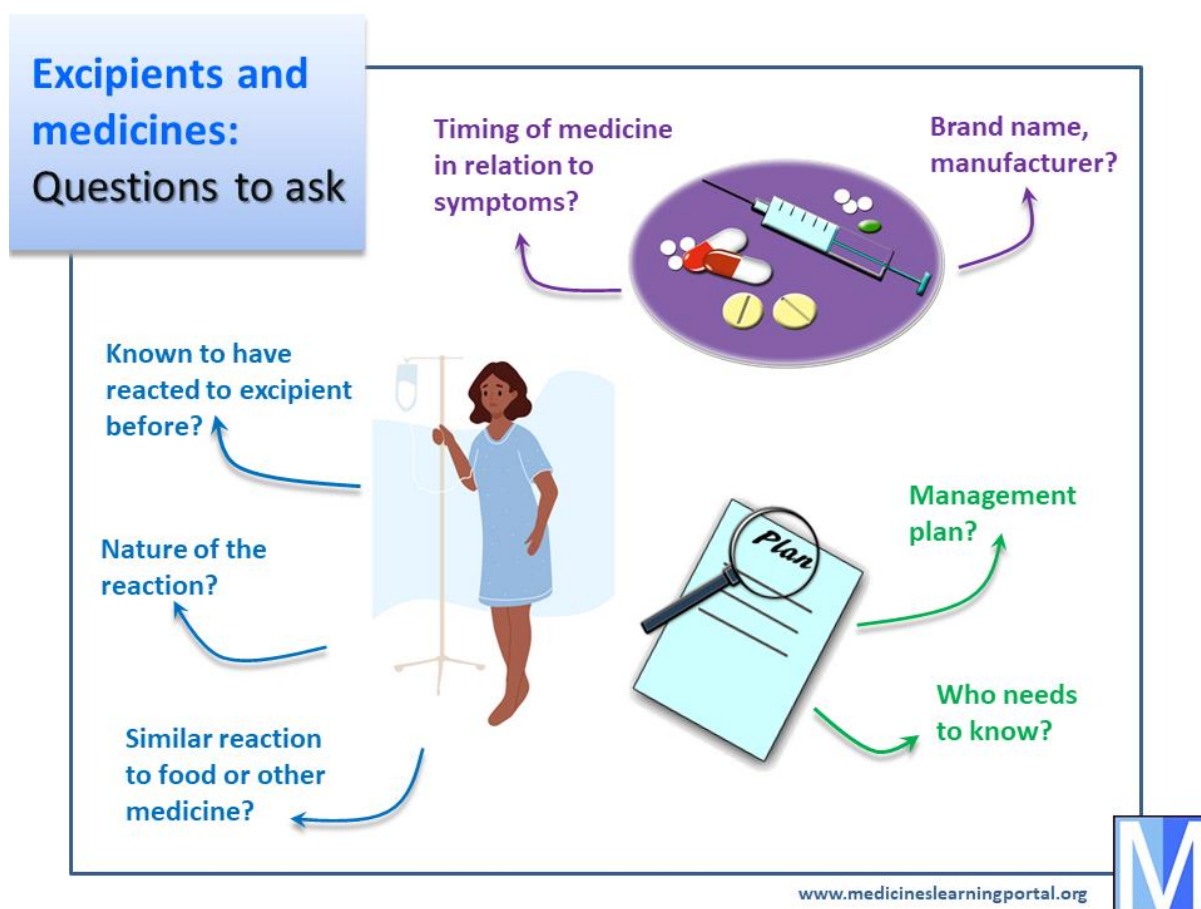 Excipients and
medicines:
Questions to ask
Timing of medicine
in relation to
symptoms?
Brand name,
manufacturer?
Known to have
reacted to excipient
before?
Nature of the
reaction?
Similar reaction
to food or other
medicine?
Plan
Management
plan?
Who needs
to know?
www.medicineslearningportal.org
M